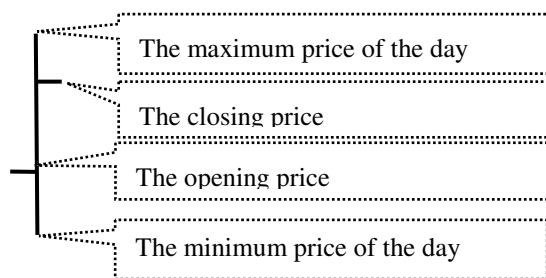 The maximum price of the day
The closing price
The opening price
The minimum price of the day